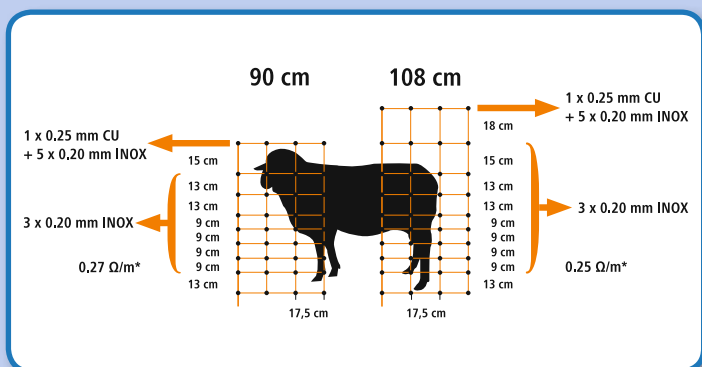 90 cm
108 cm
1 x 0.25 mm CU
+ 5 x 0.20 mm INOX
15 cm
13 cm
13 cm
9 cm
9 cm
9 cm
9 cm
13 cm
3 x 0.20 mm INOX
0.27 Ω/m*
17,5 cm
1 x 0.25 mm CU
+ 5 x 0.20 mm INOX
18 cm
15 cm
13 cm
13 cm
9 cm
9 cm
9 cm
9 cm
13 cm
3 x 0.20 mm INOX
0.25 Ω/m*
17,5 cm